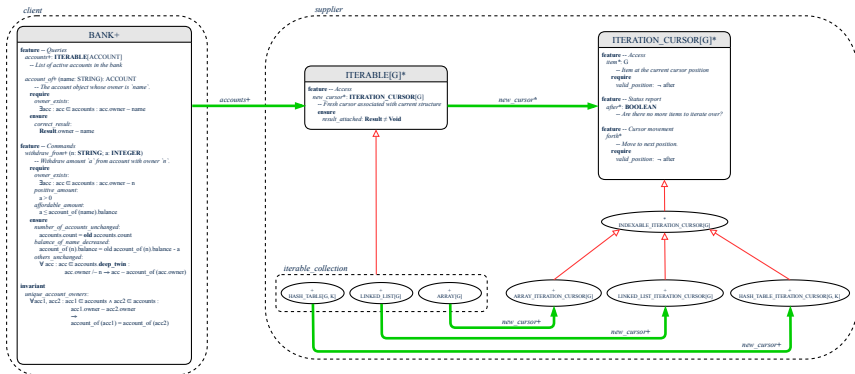 client
supplier
BANK+
feature -- Queries
accounts+: ITERABLE[ACCOUNT]
-- List of active accounts in the bank
account_of+ (name: STRING): ACCOUNT
-- The account object whose owner is `name'.
require
owner_exists:
∃acc : acc ∈ accounts : acc.owner ~ name
ensure
correct_result:
Result.owner ~ name
feature -- Commands
withdraw_from+ (n: STRING; a: INTEGER)
-- Withdraw amount `a' from account with owner `n'.
require
owner_exists:
∃acc : acc ∈ accounts : acc.owner ~ n
positive_amount:
a > 0
affordable_amount:
a ≤ account_of (name).balance
ensure
number_of_accounts_unchanged:
accounts.count = old accounts.count
balance_of_name_decreased:
account_of (n).balance = old account_of (n).balance - a
others_unchanged:
∀ acc : acc ∈ accounts.deep_twin :
acc.owner /~ n → acc ~ account_of (acc.owner)
invariant
unique_account_owners:
∀acc1, acc2 : acc1 ∈ accounts ∧ acc2 ∈ accounts :
acc1.owner ~ acc2.owner
→
account_of (acc1) = account_of (acc2)
accounts+
ITERABLE[G]*
feature -- Access
new_cursor*: ITERATION_CURSOR[G]
-- Fresh cursor associated with current structure
ensure
result_attached: Result ≠ Void
new_cursor*
ITERATION_CURSOR[G]*
feature -- Access
item*: G
-- Item at the current cursor position
require
valid_position: ¬ after
feature -- Status report
after*: BOOLEAN
-- Are there no more items to iterate over?
feature -- Cursor movement
forth*
-- Move to next position
require
valid_position: ¬ after
*
INDEXABLE_ITERATION_CURSOR[G]
iterable_collection
+
HASH_TABLE[G, K]
+
LINKED_LIST[G]
+
ARRAY[G]
+
ARRAY_ITERATION_CURSOR[G]
+
LINKED_LIST_ITERATION_CURSOR[G]
+
HASH_TABLE_ITERATION_CURSOR[G, K]
new_cursor+
new_cursor+
new_cursor+